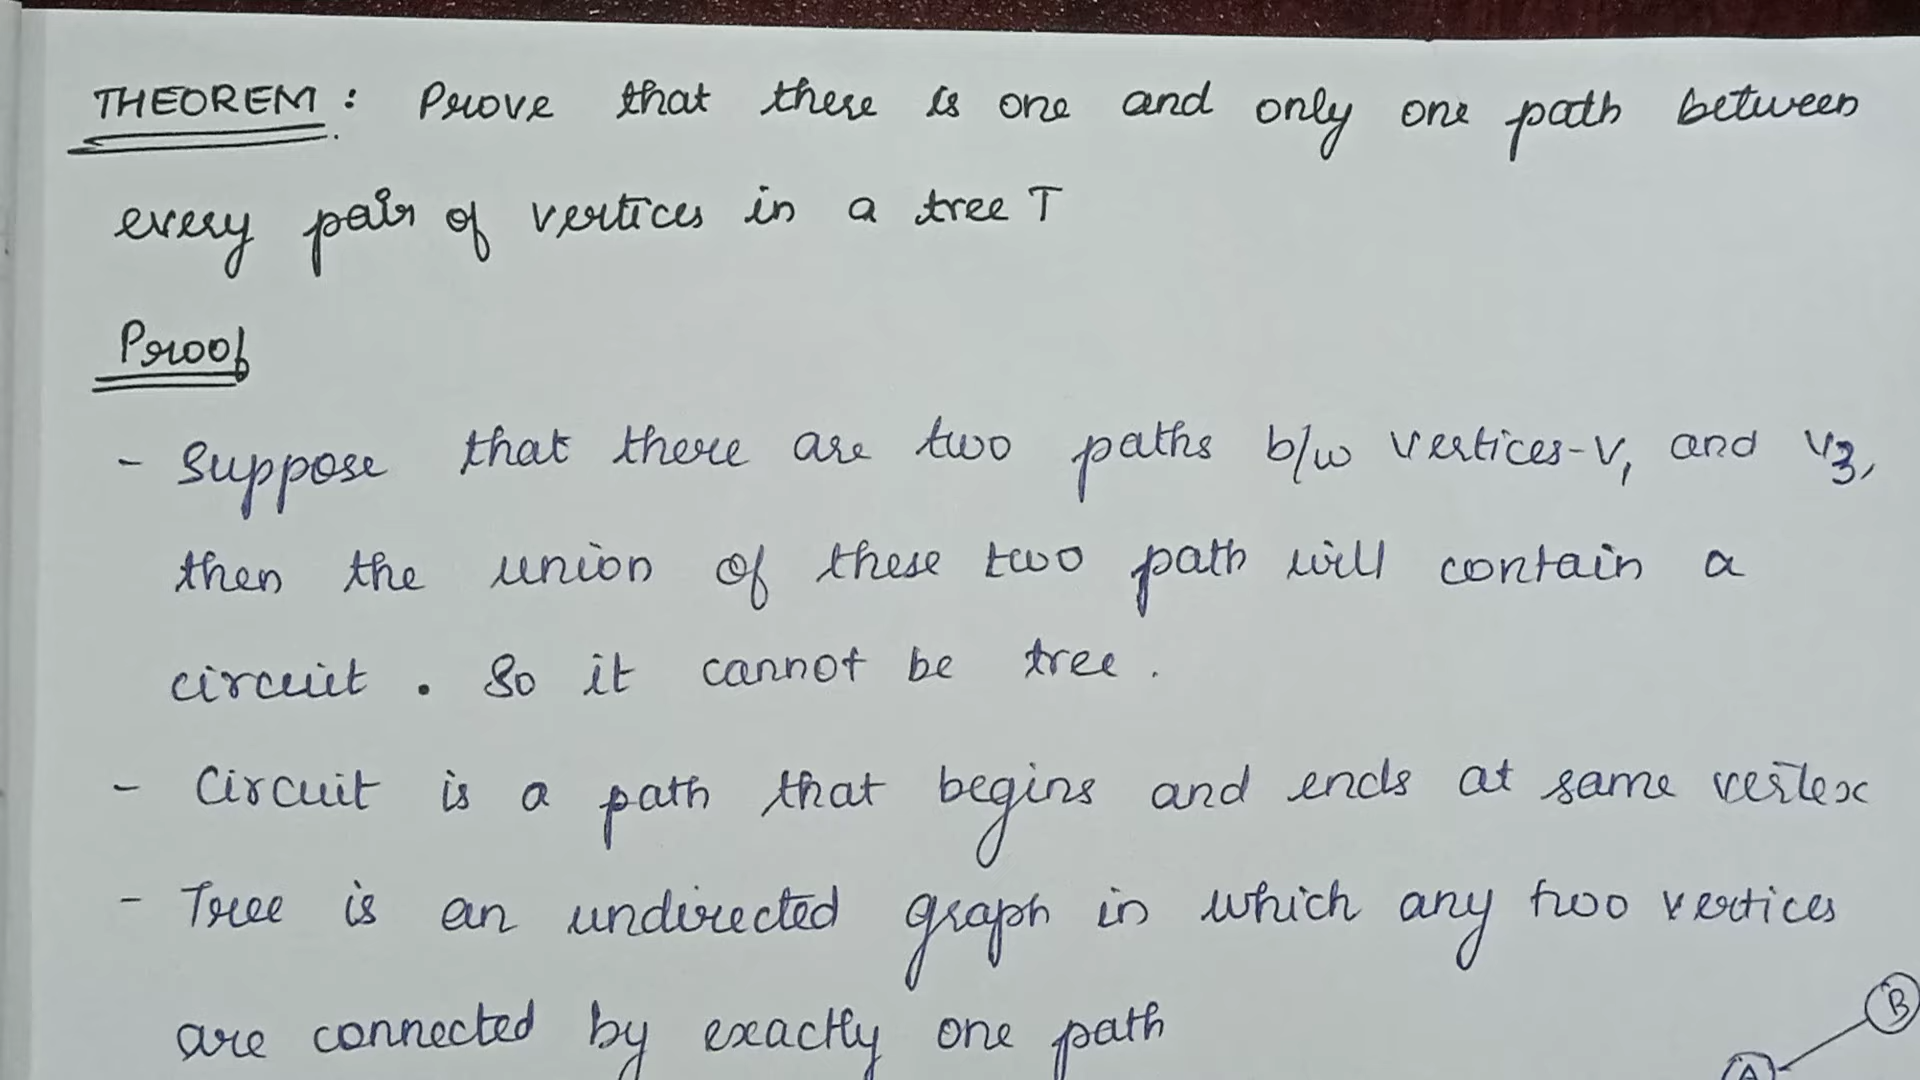 THEOREM : Prove that there is one and only one path between
every pair of vertices in a tree T
Proof
- Suppose that there are two paths b/w vertices-v1 and v3,
then the union of these two path will contain a
circuit . So it cannot be tree .
- Circuit is a path that begins and ends at same vertex
- Tree is an undirected graph in which any two vertices
are connected by exactly one path
B
A